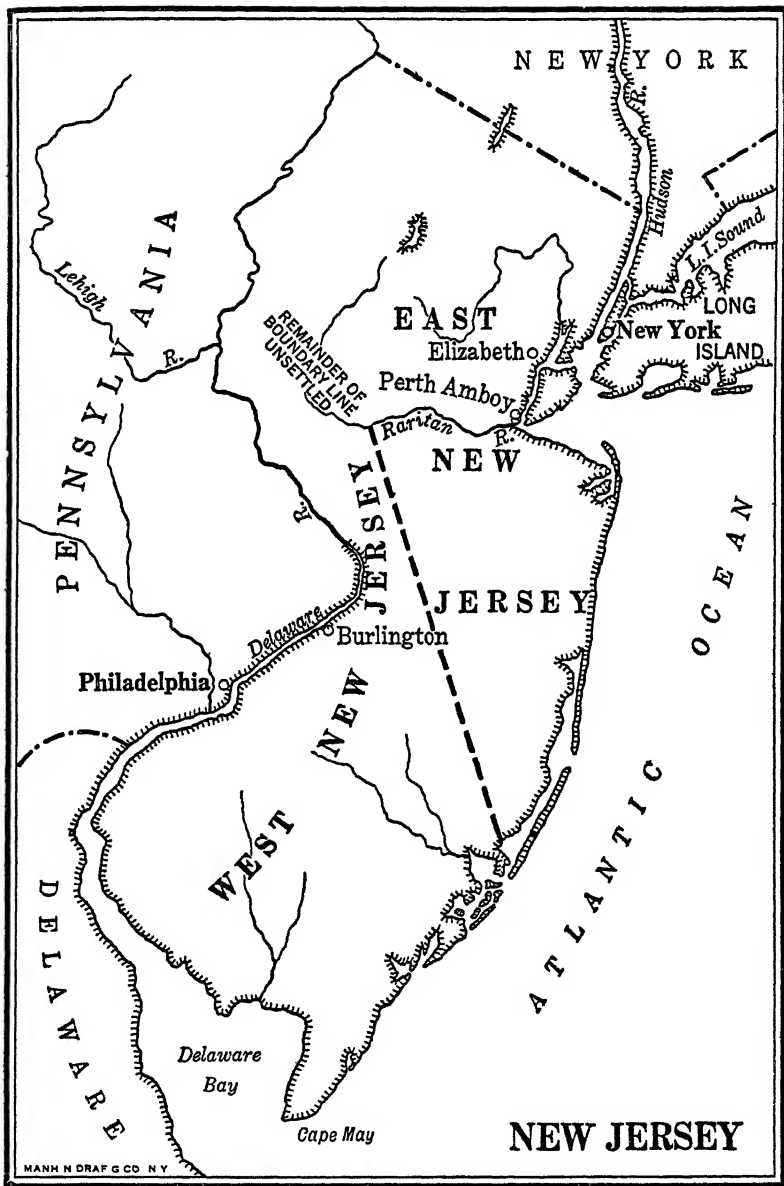 NEW YORK
Hudson R.
L.I. Sound
LONG
ISLAND
New York
PENNSYLVANIA
Lehigh R.
REMAINDER OF
BOUNDARY LINE
UNSETTLED
EAST
Elizabeth
Perth Amboy
Raritan R.
NEW
JERSEY
WEST
NEW
JERSEY
Delaware R.
Burlington
Philadelphia
ATLANTIC
OCEAN
DELAWARE
Delaware
Bay
Cape May
NEW JERSEY
MANH N DRAF G CO N Y